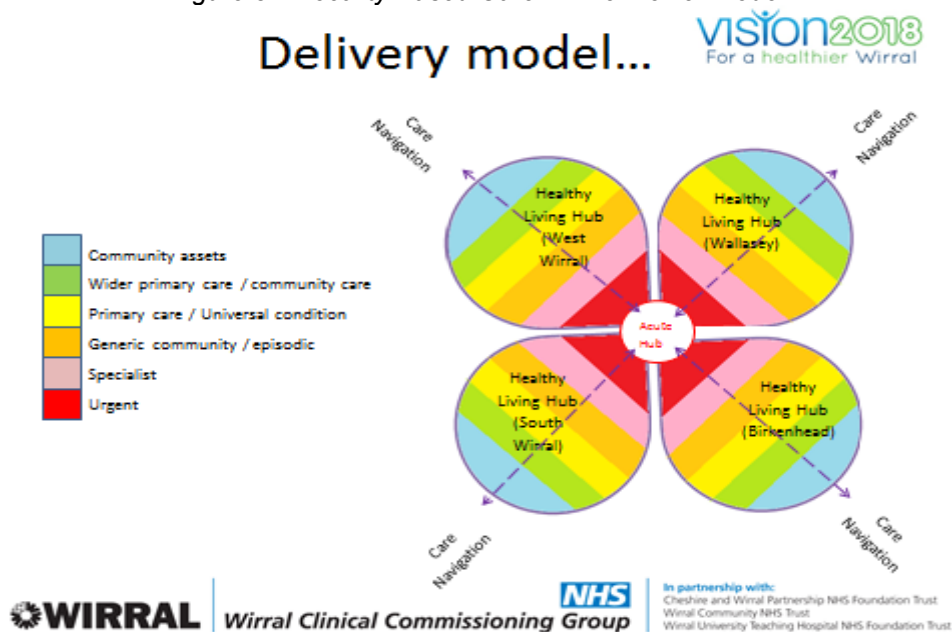 Delivery model...
vision2018
For a healthier Wirral
Care
Navigation
Care
Navigation
Healthy
Living Hub
(West
Wirral)
Healthy
Living Hub
(Wallasey)
Community assets
Wider primary care / community care
Primary care / Universal condition
Generic community / episodic
Specialist
Urgent
Acute
Hub
Healthy
Living Hub
(South
Wirral)
Healthy
Living Hub
(Birkenhead)
Care
Navigation
Care
Navigation
WIRRAL
Wirral Clinical Commissioning Group
NHS
In partnership with:
Cheshire and Wirral Partnership NHS Foundation Trust
Wirral Community NHS Trust
Wirral University Teaching Hospital NHS Foundation Trust